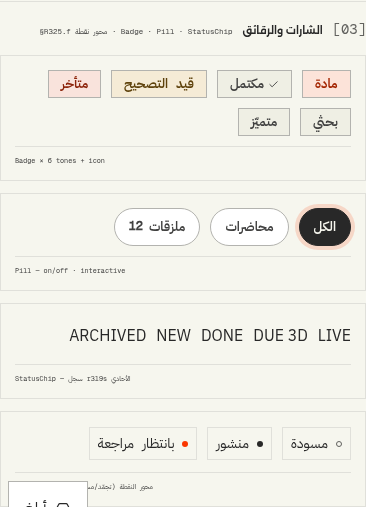 [03] الشارات والرقائق Badge · Pill · StatusChip · محور نقطة §R325.f
مادة مكتمل قيد التصحيح متأخر
بحثي متميّز
Badge × 6 tones + icon
الكل محاضرات ملزقات 12
Pill — on/off · interactive
ARCHIVED NEW DONE DUE 3D LIVE
StatusChip — سجل r319s الأحادي
مسودة منشور بانتظار مراجعة
محور النقطة